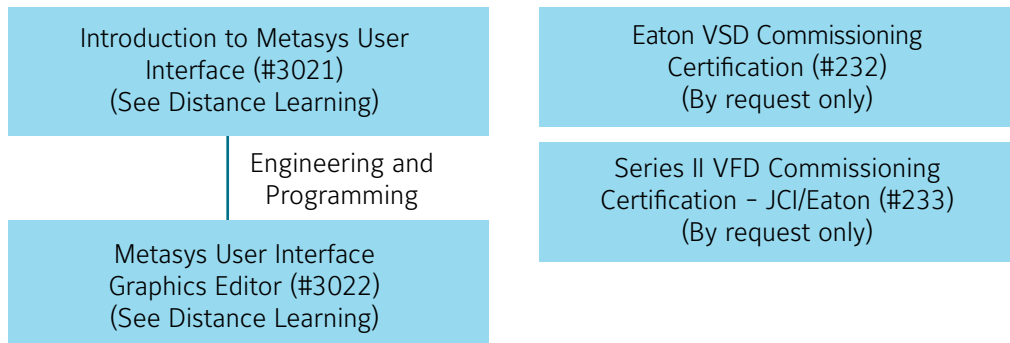 Introduction to Metasys User
Interface (#3021)
(See Distance Learning)
Engineering and
Programming
Metasys User Interface
Graphics Editor (#3022)
(See Distance Learning)
Eaton VSD Commissioning
Certification (#232)
(By request only)
Series II VFD Commissioning
Certification – JCI/Eaton (#233)
(By request only)